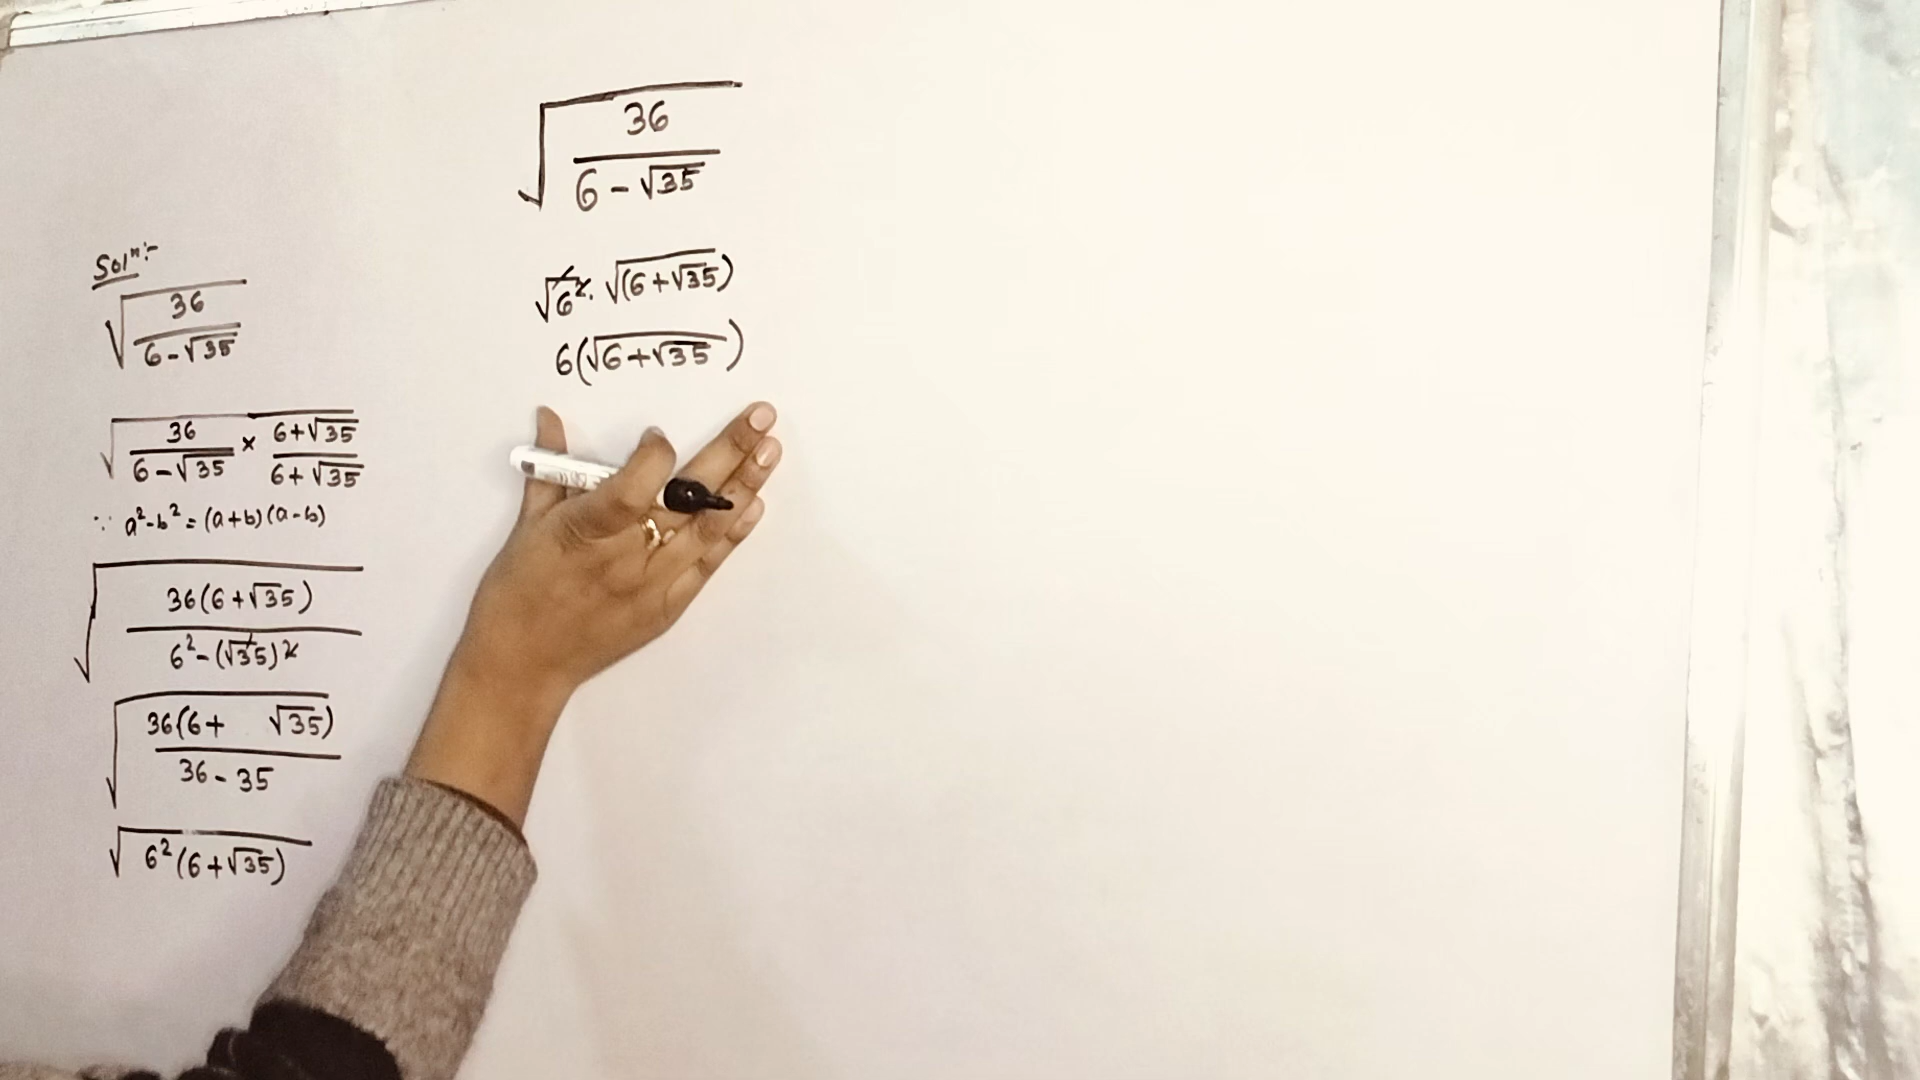 √(36/(6-√35))
Solⁿ:-
√(36/(6-√35))
√(36/(6-√35) × (6+√35)/(6+√35))
∵ a²-b² = (a+b)(a-b)
√(36(6+√35)/(6²-(√35)²))
√(36(6+ √35)/(36-35))
√(6²(6+√35))
√6². √(6+√35)
6(√(6+√35))